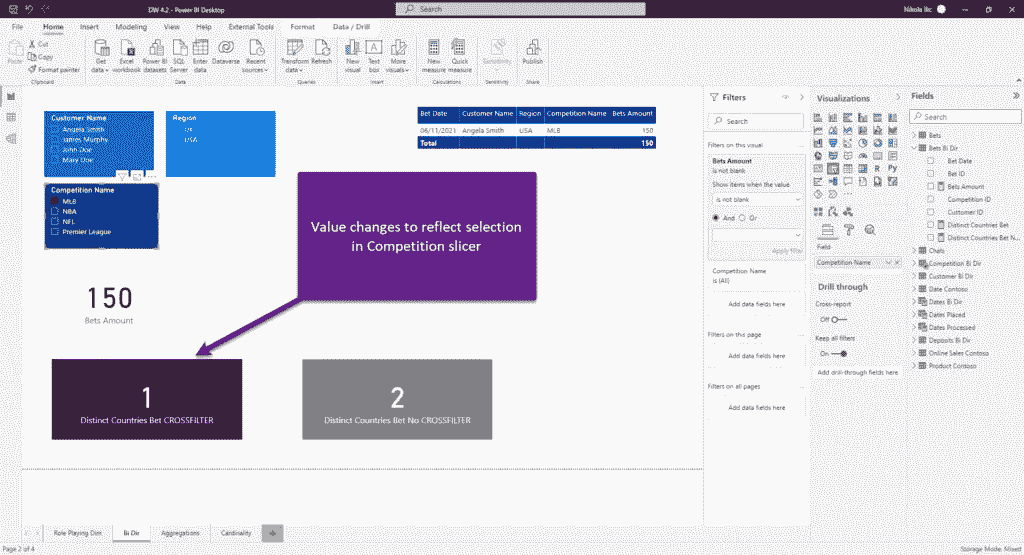 DW 4.2 - Power BI Desktop
Search
Nikola Ilic
File
Home
Insert
Modeling
View
Help
External Tools
Format
Data / Drill
Paste
Cut
Copy
Format painter
Clipboard
Get data
Excel workbook
Power BI datasets
SQL Server
Enter data
Dataverse
Recent sources
Data
Transform data
Refresh
Queries
New visual
Text box
More visuals
Insert
New measure
Quick measure
Calculations
Sensitivity
Sensitivity
Publish
Share
Customer Name
Angela Smith
James Murphy
John Doe
Mary Doe
Region
UK
USA
Competition Name
MLB
NBA
NFL
Premier League
Bet Date Customer Name Region Competition Name Bets Amount
06/11/2021 Angela Smith USA MLB 150
Total 150
Value changes to reflect selection
in Competition slicer
150
Bets Amount
1
Distinct Countries Bet CROSSFILTER
2
Distinct Countries Bet No CROSSFILTER
Filters
Search
Filters on this visual
Bets Amount
is not blank
Show items when the value
is not blank
And Or
Apply filter
Competition Name
is (All)
Add data fields here
Filters on this page
Add data fields here
Filters on all pages
Add data fields here
Visualizations
R Py
Field
Competition Name
Drill through
Cross-report
Off
Keep all filters
On
Add drill-through fields here
Fields
Search
Bets
Bets Bi Dir
Bet Date
Bet ID
Bets Amount
Competition ID
Customer ID
Distinct Countries Bet
Distinct Countries Bet N...
Chats
Competition Bi Dir
Customer Bi Dir
Date Contoso
Dates Bi Dir
Dates Placed
Dates Processed
Deposits Bi Dir
Online Sales Contoso
Product Contoso
Role Playing Dim
Bi Dir
Aggregations
Cardinality
Page 2 of 4
Storage Mode: Mixed